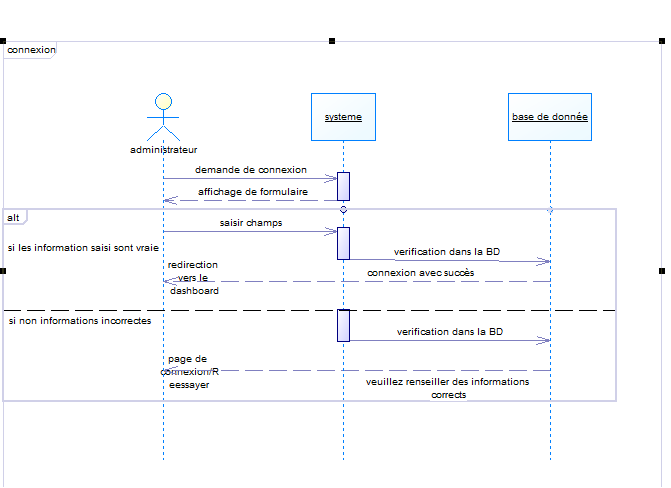 connexion
systeme
base de donnée
administrateur
demande de connexion
affichage de formulaire
alt
saisir champs
si les information saisi sont vraie
verification dans la BD
redirection
vers le
dashboard
connexion avec succès
si non informations incorrectes
verification dans la BD
page de
connexion/R
eessayer
veuillez renseiller des informations
corrects